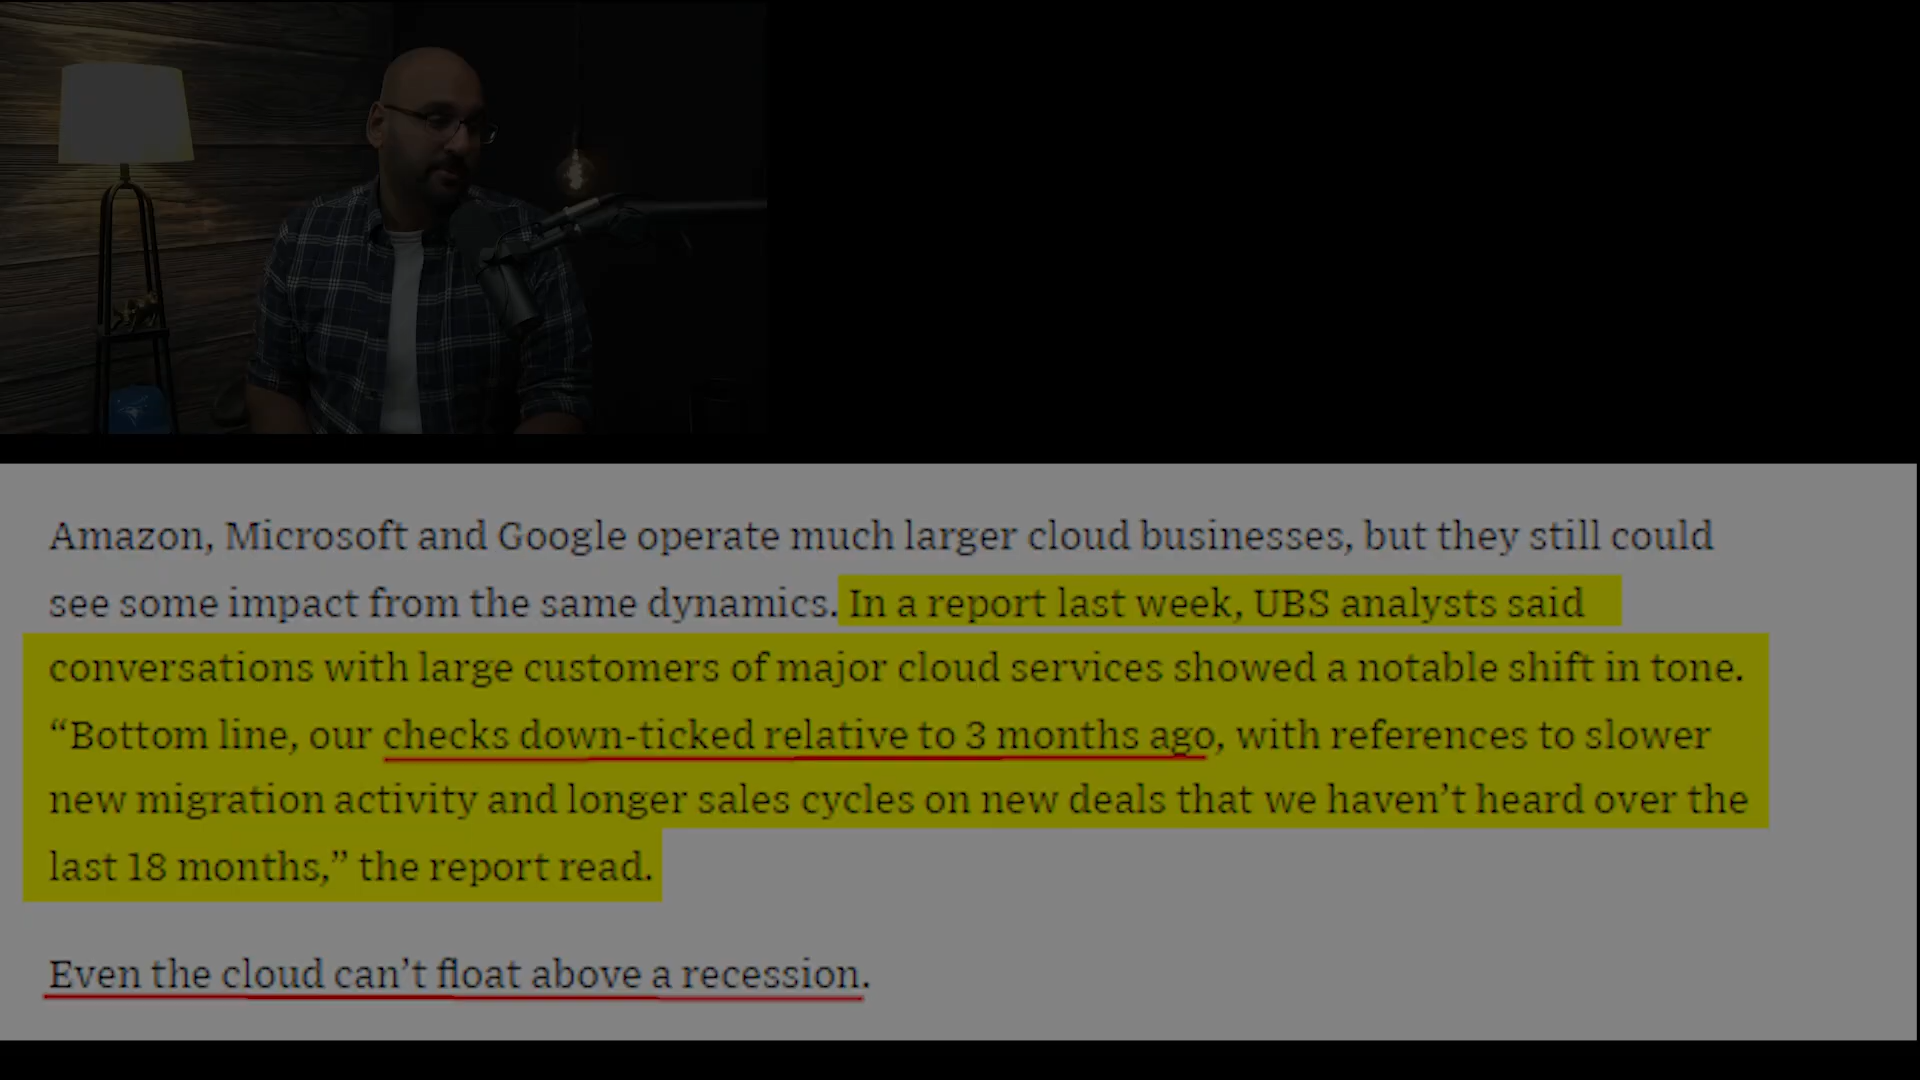 Amazon, Microsoft and Google operate much larger cloud businesses, but they still could
see some impact from the same dynamics. In a report last week, UBS analysts said
conversations with large customers of major cloud services showed a notable shift in tone.
“Bottom line, our checks down-ticked relative to 3 months ago, with references to slower
new migration activity and longer sales cycles on new deals that we haven’t heard over the
last 18 months,” the report read.
Even the cloud can’t float above a recession.